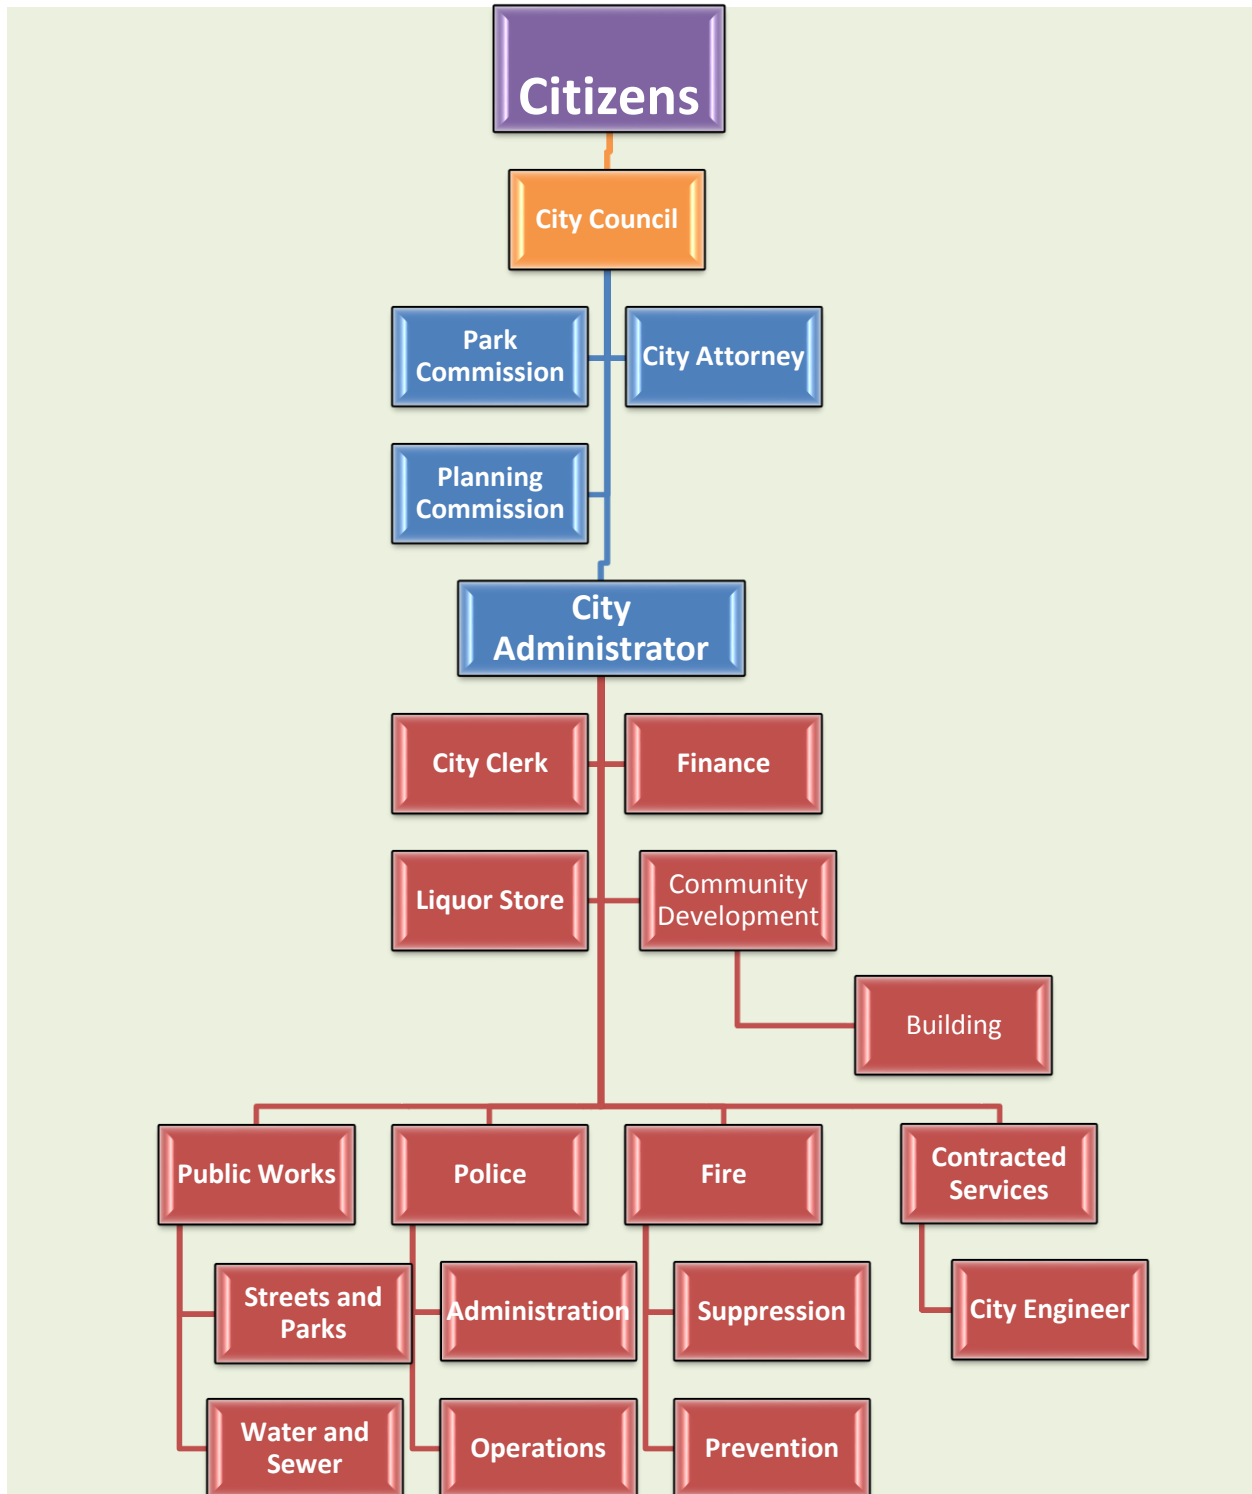 Citizens
City Council
Park
Commission
City Attorney
Planning
Commission
City
Administrator
City Clerk
Finance
Liquor Store
Community
Development
Building
Public Works
Police
Fire
Contracted
Services
Streets and
Parks
Administration
Suppression
City Engineer
Water and
Sewer
Operations
Prevention